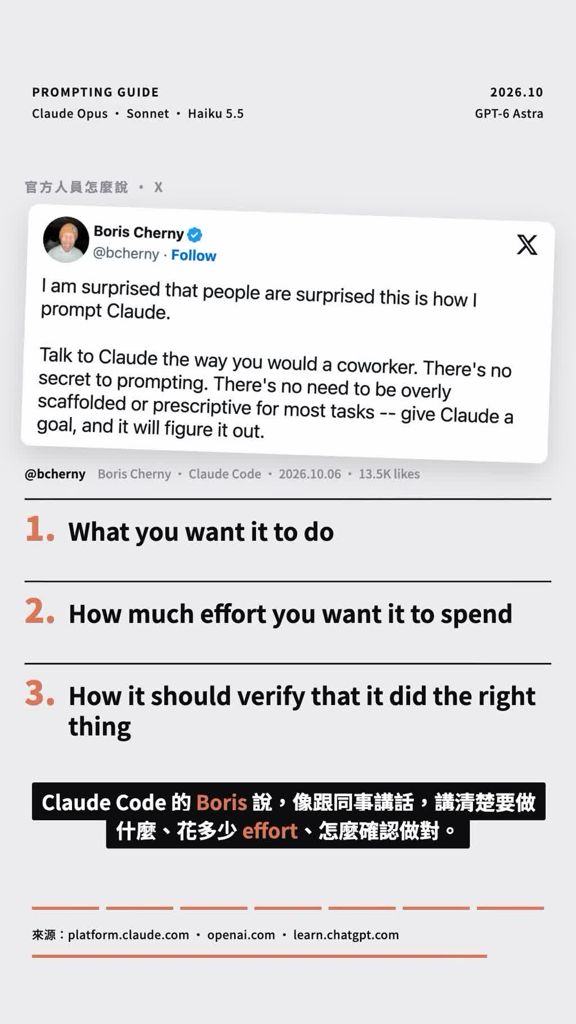 PROMPTING GUIDE
2026.10
Claude Opus • Sonnet • Haiku 5.5
GPT-6 Astra
官方人員怎麼說 • X
Boris Cherny
@bcherny · Follow
I am surprised that people are surprised this is how I
prompt Claude.
Talk to Claude the way you would a coworker. There's no
secret to prompting. There's no need to be overly
scaffolded or prescriptive for most tasks -- give Claude a
goal, and it will figure it out.
@bcherny Boris Cherny • Claude Code • 2026.10.06 • 13.5K likes
1. What you want it to do
2. How much effort you want it to spend
3. How it should verify that it did the right
thing
Claude Code 的 Boris 說，像跟同事講話，講清楚要做
什麼、花多少 effort、怎麼確認做對。
來源：platform.claude.com • openai.com • learn.chatgpt.com